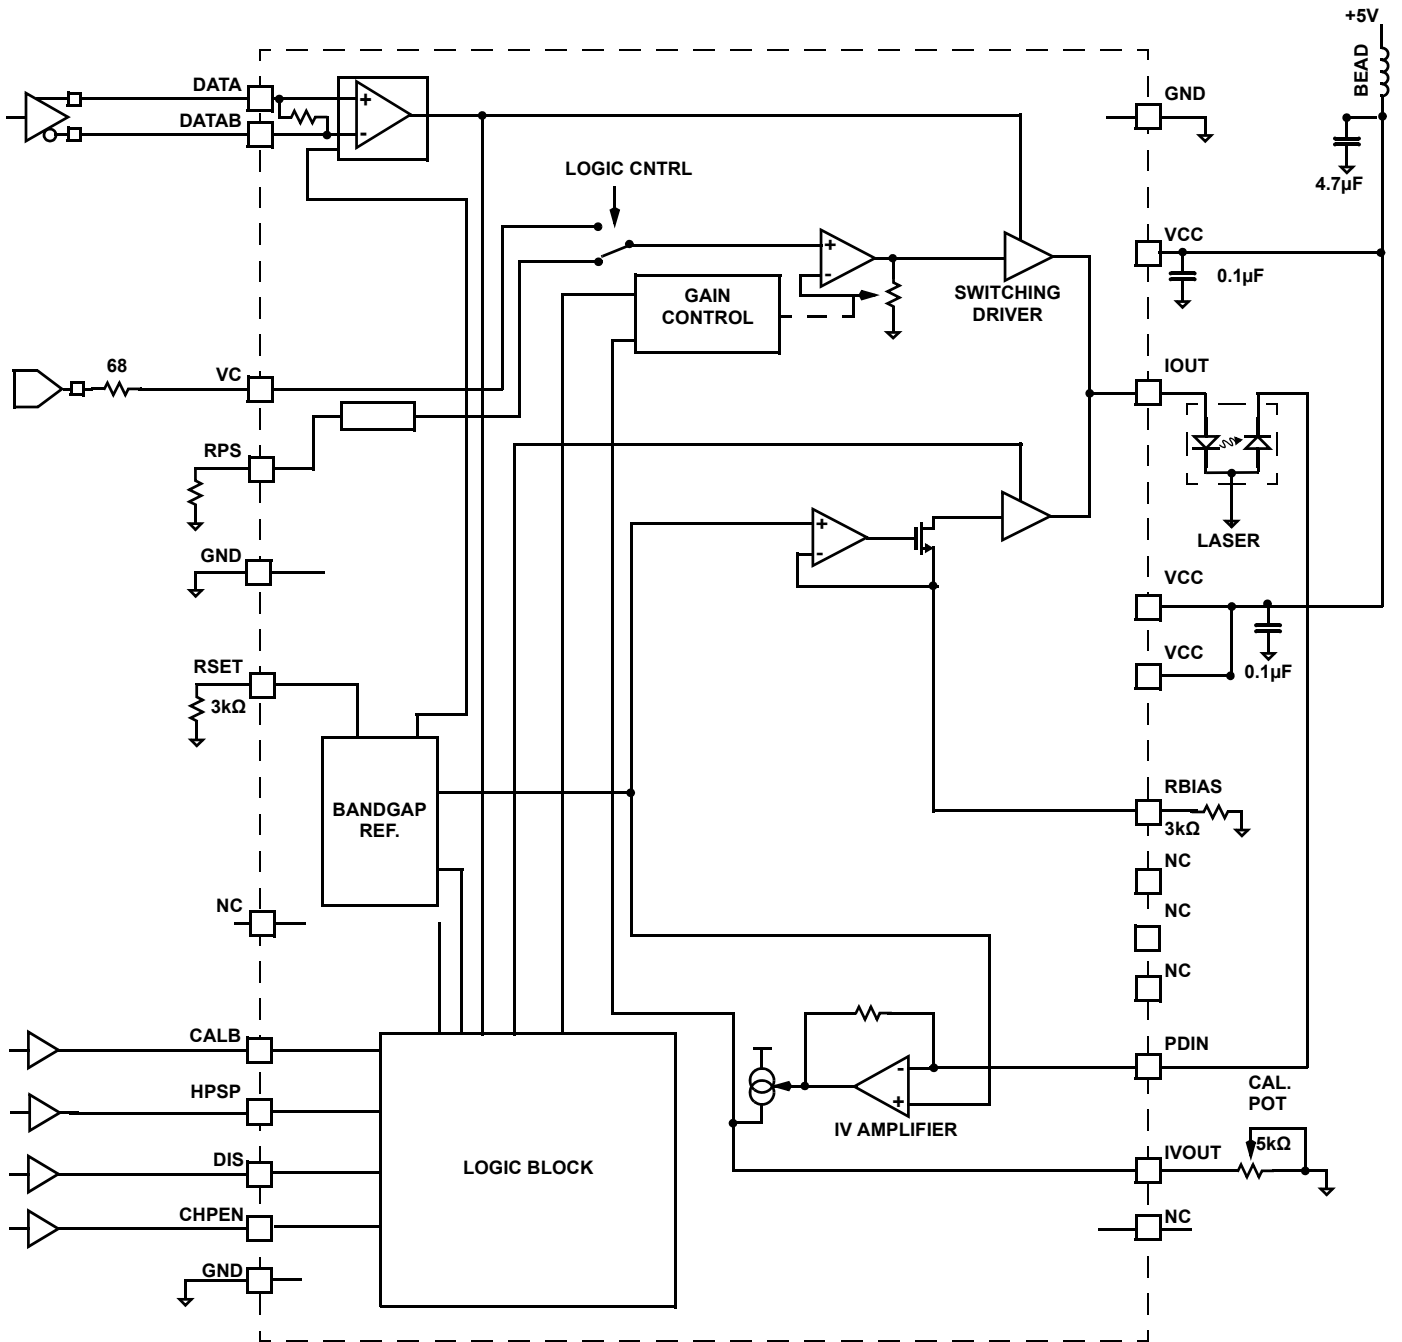 +5V
BEAD
DATA
GND
DATAB
+
-
LOGIC CNTRL
4.7µF
VCC
+
-
0.1µF
GAIN
CONTROL
SWITCHING
DRIVER
68
VC
IOUT
RPS
+
-
LASER
GND
VCC
RSET
VCC
3kΩ
0.1µF
BANDGAP
REF.
RBIAS
3kΩ
NC
NC
NC
NC
CALB
PDIN
-
+
CAL.
POT
HPSP
IV AMPLIFIER
5kΩ
DIS
LOGIC BLOCK
IVOUT
CHPEN
NC
GND